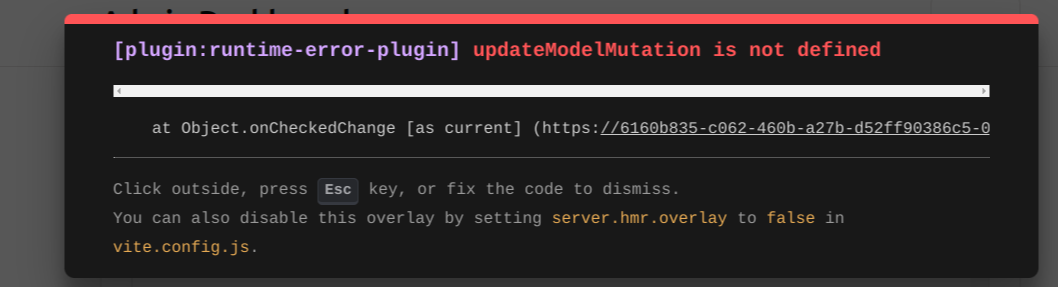 [plugin:runtime-error-plugin] updateModelMutation is not defined
at Object.onCheckedChange [as current] (https://6160b835-c062-460b-a27b-d52ff90386c5-0
Click outside, press Esc key, or fix the code to dismiss.
You can also disable this overlay by setting server.hmr.overlay to false in
vite.config.js.